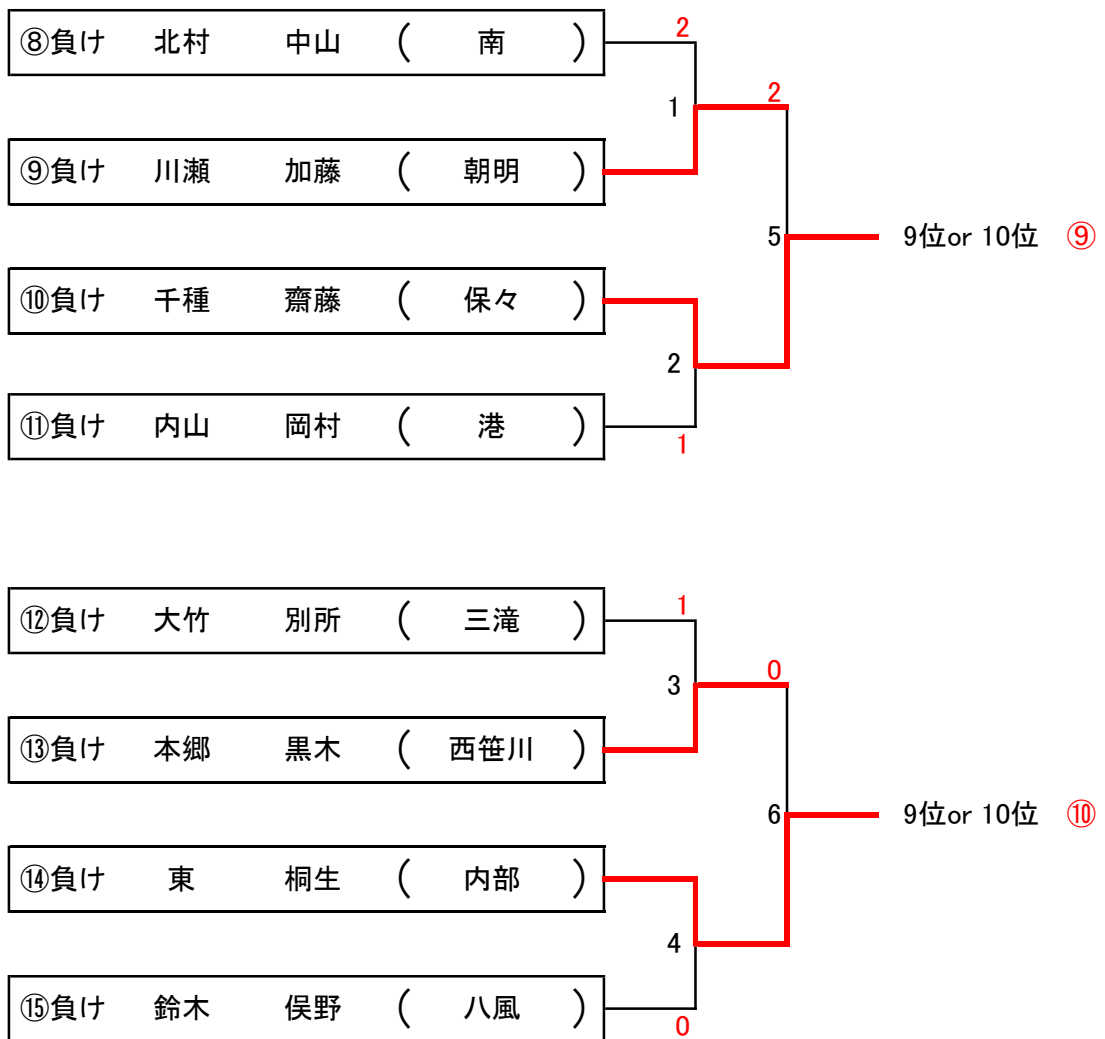 ⑧負け 北村 中山 ( 南 ) 2
1 2
⑨負け 川瀬 加藤 ( 朝明 )
5 9位or 10位 ⑨
⑩負け 千種 齋藤 ( 保々 )
2
⑪負け 内山 岡村 ( 港 )
1
⑫負け 大竹 別所 ( 三滝 ) 1
3 0
⑬負け 本郷 黒木 ( 西笹川 )
6 9位or 10位 ⑩
⑭負け 東 桐生 ( 内部 )
4
⑮負け 鈴木 俣野 ( 八風 )
0